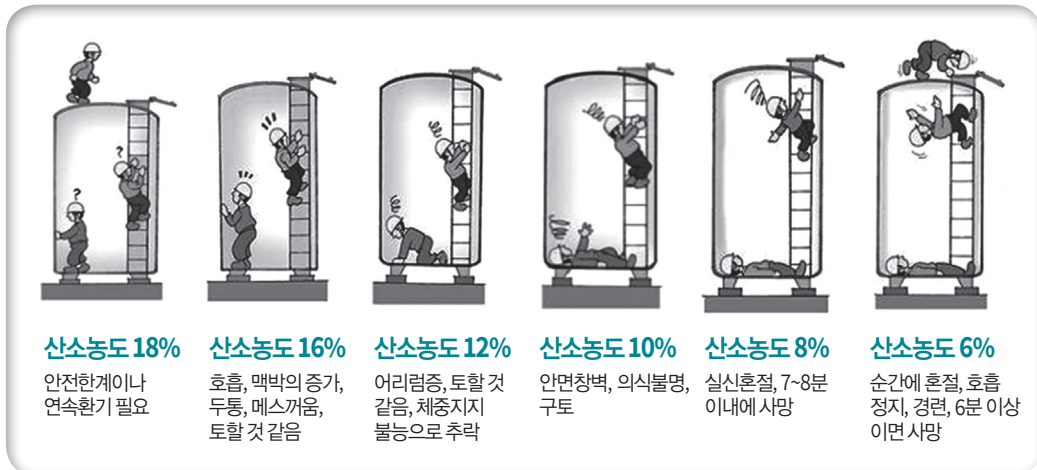 ? ?
산소농도 18%
안전한계이나
연속환기 필요
산소농도 16%
호흡, 맥박의 증가,
두통, 메스꺼움,
토할 것 같음
산소농도 12%
어리럼증, 토할 것
같음, 체중지지
불능으로 추락
산소농도 10%
안면창벽, 의식불명,
구토
산소농도 8%
실신혼절, 7~8분
이내에 사망
산소농도 6%
순간에 혼절, 호흡
정지, 경련, 6분 이상
이면 사망